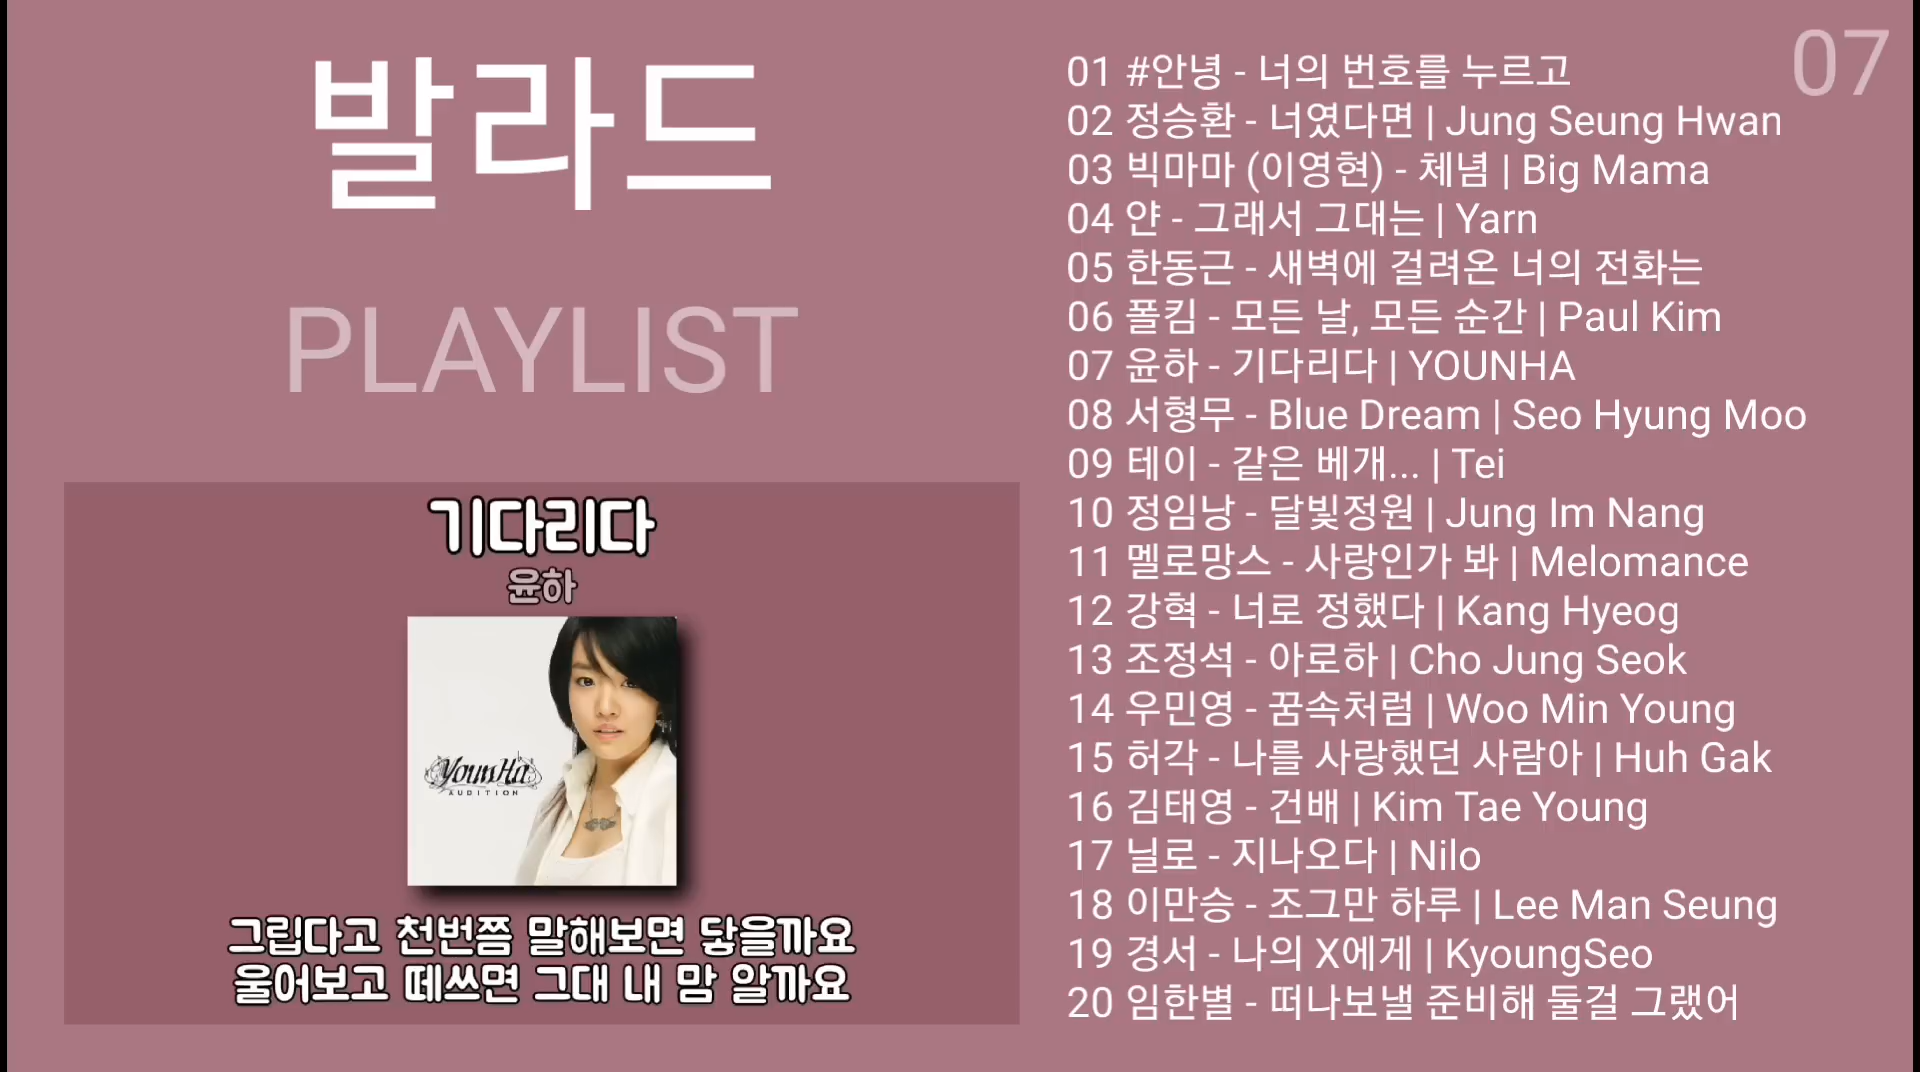 발라드
PLAYLIST
07
01 #안녕 - 너의 번호를 누르고
02 정승환 - 너였다면 | Jung Seung Hwan
03 빅마마 (이영현) - 체념 | Big Mama
04 얀 - 그래서 그대는 | Yarn
05 한동근 - 새벽에 걸려온 너의 전화는
06 폴킴 - 모든 날, 모든 순간 | Paul Kim
07 윤하 - 기다리다 | YOUNHA
08 서형무 - Blue Dream | Seo Hyung Moo
09 테이 - 같은 베개... | Tei
10 정임낭 - 달빛정원 | Jung Im Nang
11 멜로망스 - 사랑인가 봐 | Melomance
12 강혁 - 너로 정했다 | Kang Hyeog
13 조정석 - 아로하 | Cho Jung Seok
14 우민영 - 꿈속처럼 | Woo Min Young
15 허각 - 나를 사랑했던 사람아 | Huh Gak
16 김태영 - 건배 | Kim Tae Young
17 닐로 - 지나오다 | Nilo
18 이만승 - 조그만 하루 | Lee Man Seung
19 경서 - 나의 X에게 | KyoungSeo
20 임한별 - 떠나보낼 준비해 둘걸 그랬어
기다리다
윤하
YounHa
AUDITION
그립다고 천번쯤 말해보면 닿을까요
울어보고 떼쓰면 그대 내 맘 알까요